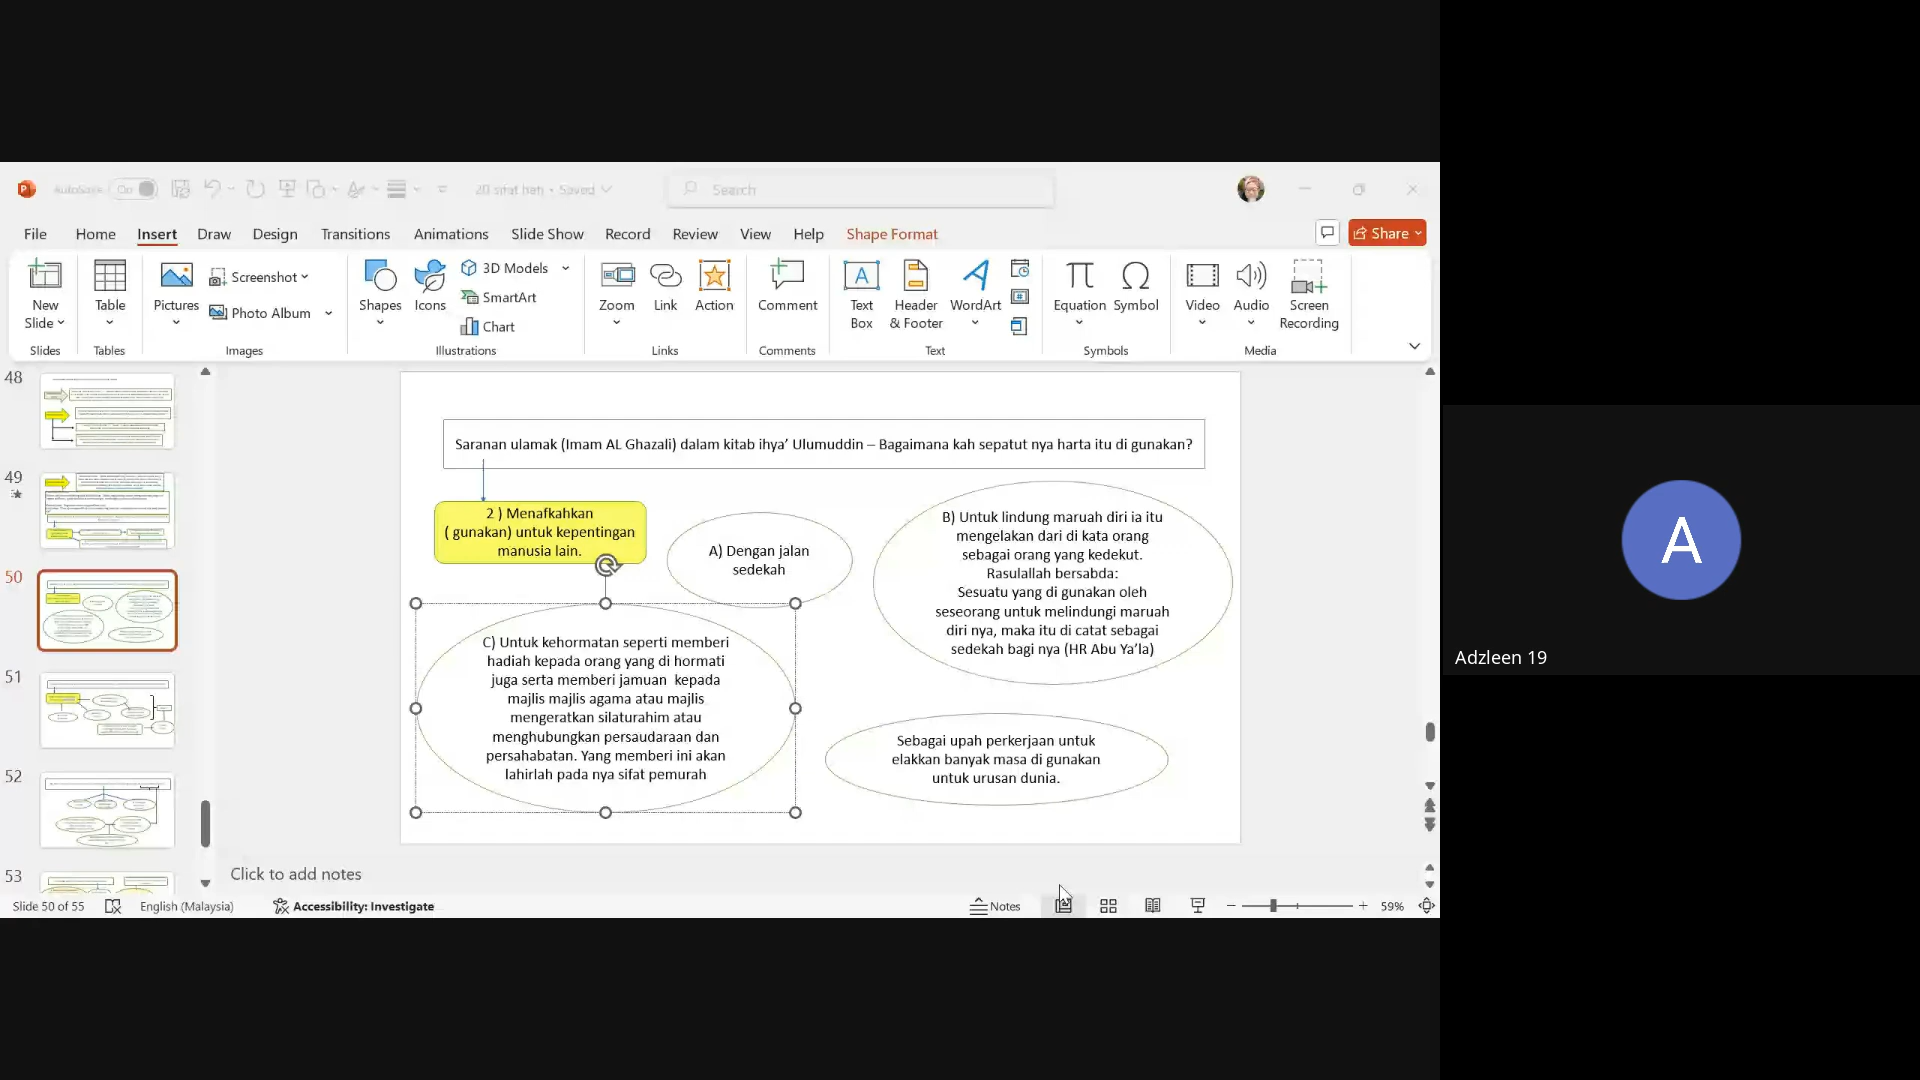 AutoSave
On
20 sifat hati • Saved
Search
File
Home
Insert
Draw
Design
Transitions
Animations
Slide Show
Record
Review
View
Help
Shape Format
Share
New
Slide
Table
Pictures
Screenshot
Photo Album
Shapes
Icons
3D Models
SmartArt
Chart
Zoom
Link
Action
Comment
Text
Box
Header
& Footer
WordArt
Equation
Symbol
Video
Audio
Screen
Recording
Slides
Tables
Images
Illustrations
Links
Comments
Text
Symbols
Media
48
49
50
51
52
53
Saranan ulamak (Imam AL Ghazali) dalam kitab ihya’ Ulumuddin – Bagaimana kah sepatut nya harta itu di gunakan?
2 ) Menafkahkan
( gunakan) untuk kepentingan
manusia lain.
A) Dengan jalan
sedekah
B) Untuk lindung maruah diri ia itu
mengelakan dari di kata orang
sebagai orang yang kedekut.
Rasulallah bersabda:
Sesuatu yang di gunakan oleh
seseorang untuk melindungi maruah
diri nya, maka itu di catat sebagai
sedekah bagi nya (HR Abu Ya’la)
C) Untuk kehormatan seperti memberi
hadiah kepada orang yang di hormati
juga serta memberi jamuan kepada
majlis majlis agama atau majlis
mengeratkan silaturahim atau
menghubungkan persaudaraan dan
persahabatan. Yang memberi ini akan
lahirlah pada nya sifat pemurah
Sebagai upah perkerjaan untuk
elakkan banyak masa di gunakan
untuk urusan dunia.
Click to add notes
Slide 50 of 55
English (Malaysia)
Accessibility: Investigate
Notes
59%
A
Adzleen 19